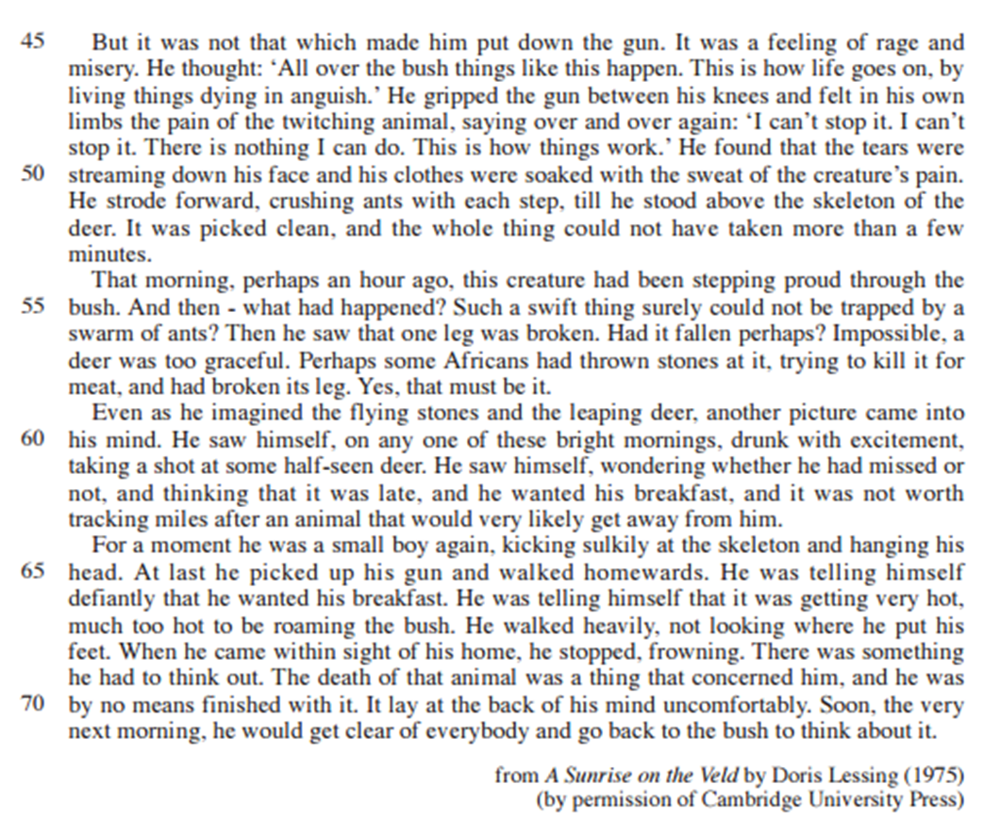 45 But it was not that which made him put down the gun. It was a feeling of rage and
misery. He thought: ‘All over the bush things like this happen. This is how life goes on, by
living things dying in anguish.’ He gripped the gun between his knees and felt in his own
limbs the pain of the twitching animal, saying over and over again: ‘I can’t stop it. I can’t
stop it. There is nothing I can do. This is how things work.’ He found that the tears were
50 streaming down his face and his clothes were soaked with the sweat of the creature’s pain.
He strode forward, crushing ants with each step, till he stood above the skeleton of the
deer. It was picked clean, and the whole thing could not have taken more than a few
minutes.
That morning, perhaps an hour ago, this creature had been stepping proud through the
55 bush. And then - what had happened? Such a swift thing surely could not be trapped by a
swarm of ants? Then he saw that one leg was broken. Had it fallen perhaps? Impossible, a
deer was too graceful. Perhaps some Africans had thrown stones at it, trying to kill it for
meat, and had broken its leg. Yes, that must be it.
Even as he imagined the flying stones and the leaping deer, another picture came into
60 his mind. He saw himself, on any one of these bright mornings, drunk with excitement,
taking a shot at some half-seen deer. He saw himself, wondering whether he had missed or
not, and thinking that it was late, and he wanted his breakfast, and it was not worth
tracking miles after an animal that would very likely get away from him.
For a moment he was a small boy again, kicking sulkily at the skeleton and hanging his
65 head. At last he picked up his gun and walked homewards. He was telling himself
defiantly that he wanted his breakfast. He was telling himself that it was getting very hot,
much too hot to be roaming the bush. He walked heavily, not looking where he put his
feet. When he came within sight of his home, he stopped, frowning. There was something
he had to think out. The death of that animal was a thing that concerned him, and he was
70 by no means finished with it. It lay at the back of his mind uncomfortably. Soon, the very
next morning, he would get clear of everybody and go back to the bush to think about it.
from A Sunrise on the Veld by Doris Lessing (1975)
(by permission of Cambridge University Press)